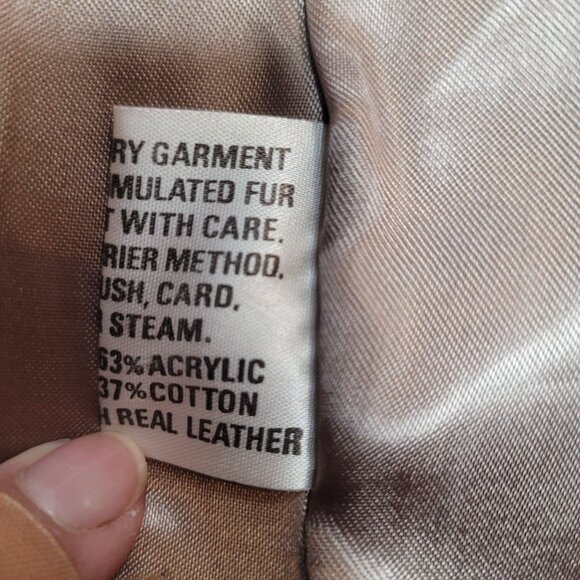 RY GARMENT
MULATED FUR
T WITH CARE.
RIER METHOD.
USH, CARD,
STEAM.
63% ACRYLIC
37% COTTON
H REAL LEATHER